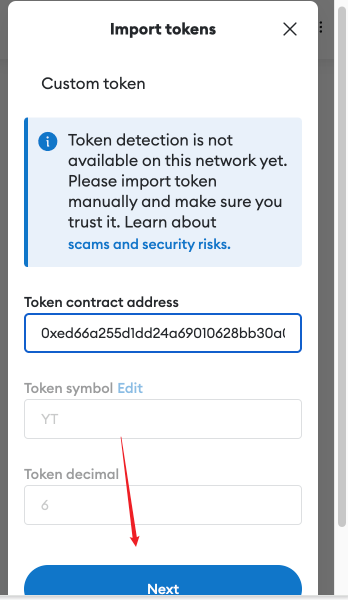 Import tokens
Custom token
Token detection is not
available on this network yet.
Please import token
manually and make sure you
trust it. Learn about
scams and security risks.
Token contract address
0xed66a255d1dd24a69010628bb30a0
Token symbol Edit
YT
Token decimal
6
Next